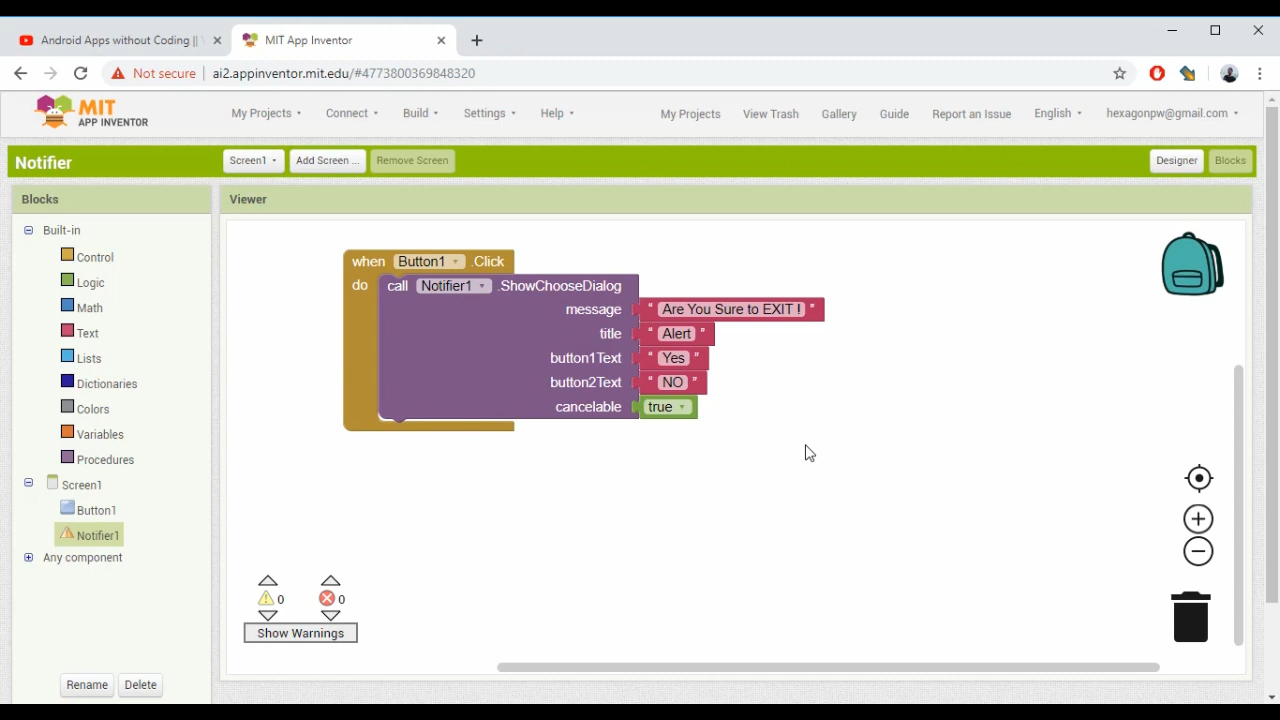 Android Apps without Coding ||
MIT App Inventor
Not secure
ai2.appinventor.mit.edu/#4773800369848320
MIT
APP INVENTOR
My Projects
Connect
Build
Settings
Help
My Projects
View Trash
Gallery
Guide
Report an Issue
English
hexagonpw@gmail.com
Notifier
Screen1
Add Screen ...
Remove Screen
Designer
Blocks
Blocks
Viewer
Built-in
Control
Logic
Math
Text
Lists
Dictionaries
Colors
Variables
Procedures
Screen1
Button1
Notifier1
Any component
Rename
Delete
when Button1 .Click
do call Notifier1 .ShowChooseDialog
message “ Are You Sure to EXIT ! ”
title “ Alert ”
button1Text “ Yes ”
button2Text “ NO ”
cancelable true
0 0
Show Warnings